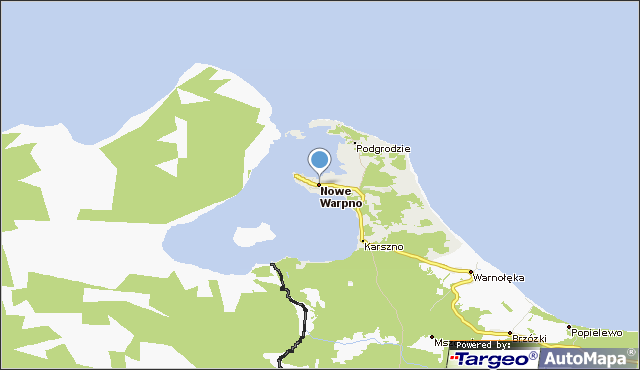 Podgrodzie
Nowe
Warpno
Karszno
Warnołęka
Popielewo
Brzózki
Powered by:
Targeo®
AutoMapa®